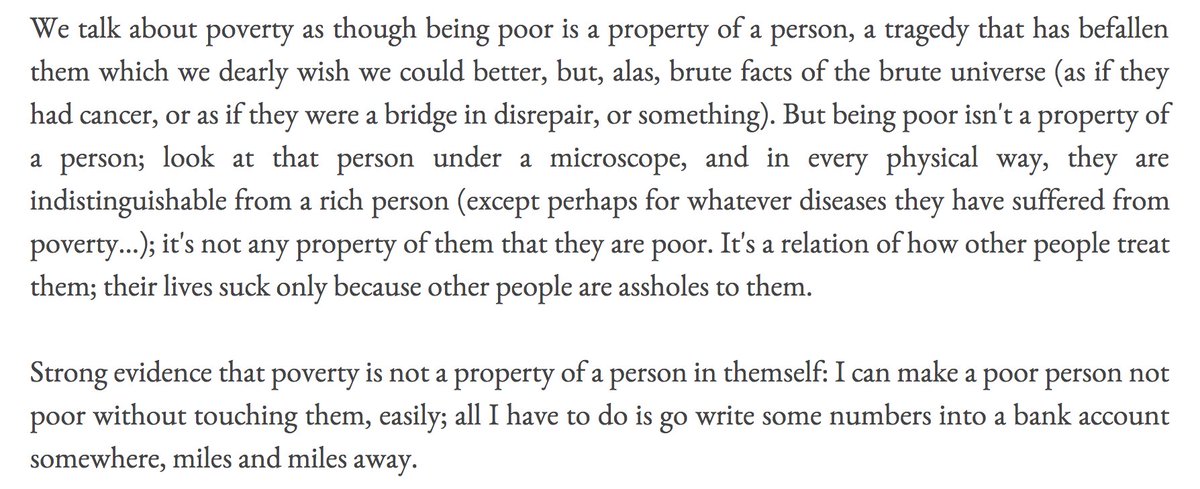 We talk about poverty as though being poor is a property of a person, a tragedy that has befallen
them which we dearly wish we could better, but, alas, brute facts of the brute universe (as if they
had cancer, or as if they were a bridge in disrepair, or something). But being poor isn't a property of
a person; look at that person under a microscope, and in every physical way, they are
indistinguishable from a rich person (except perhaps for whatever diseases they have suffered from
poverty...); it's not any property of them that they are poor. It's a relation of how other people treat
them; their lives suck only because other people are assholes to them.
Strong evidence that poverty is not a property of a person in themself: I can make a poor person not
poor without touching them, easily; all I have to do is go write some numbers into a bank account
somewhere, miles and miles away.